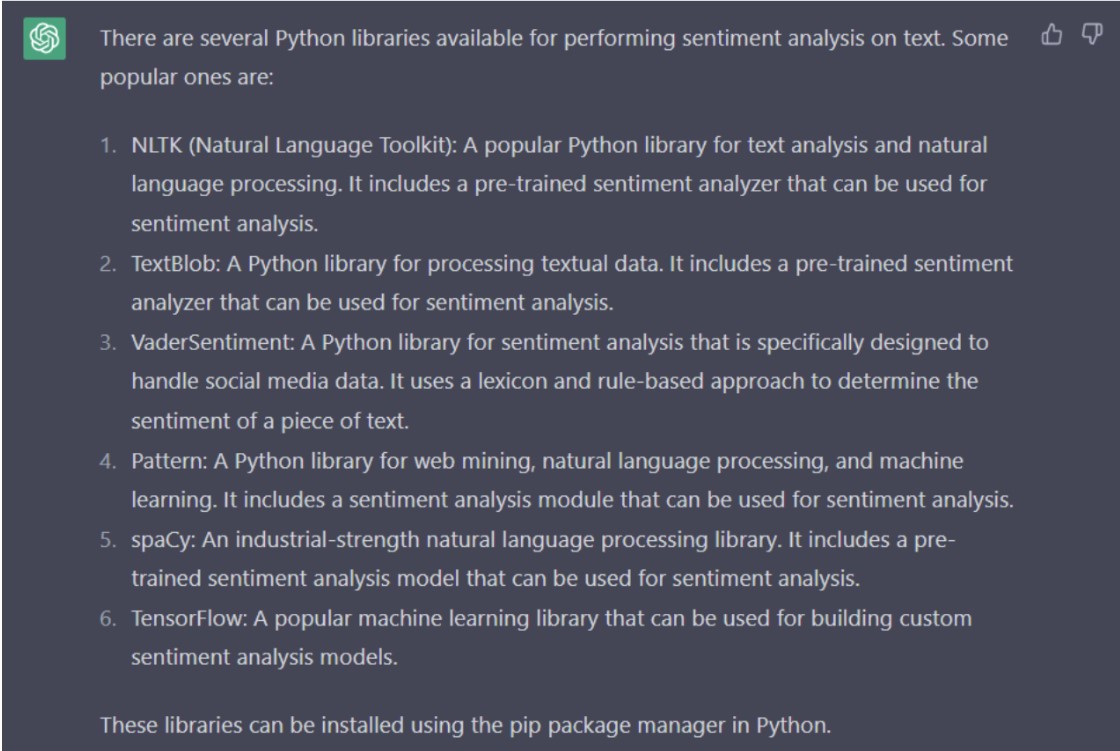 There are several Python libraries available for performing sentiment analysis on text. Some
popular ones are:
1. NLTK (Natural Language Toolkit): A popular Python library for text analysis and natural
language processing. It includes a pre-trained sentiment analyzer that can be used for
sentiment analysis.
2. TextBlob: A Python library for processing textual data. It includes a pre-trained sentiment
analyzer that can be used for sentiment analysis.
3. VaderSentiment: A Python library for sentiment analysis that is specifically designed to
handle social media data. It uses a lexicon and rule-based approach to determine the
sentiment of a piece of text.
4. Pattern: A Python library for web mining, natural language processing, and machine
learning. It includes a sentiment analysis module that can be used for sentiment analysis.
5. spaCy: An industrial-strength natural language processing library. It includes a pre-
trained sentiment analysis model that can be used for sentiment analysis.
6. TensorFlow: A popular machine learning library that can be used for building custom
sentiment analysis models.
These libraries can be installed using the pip package manager in Python.